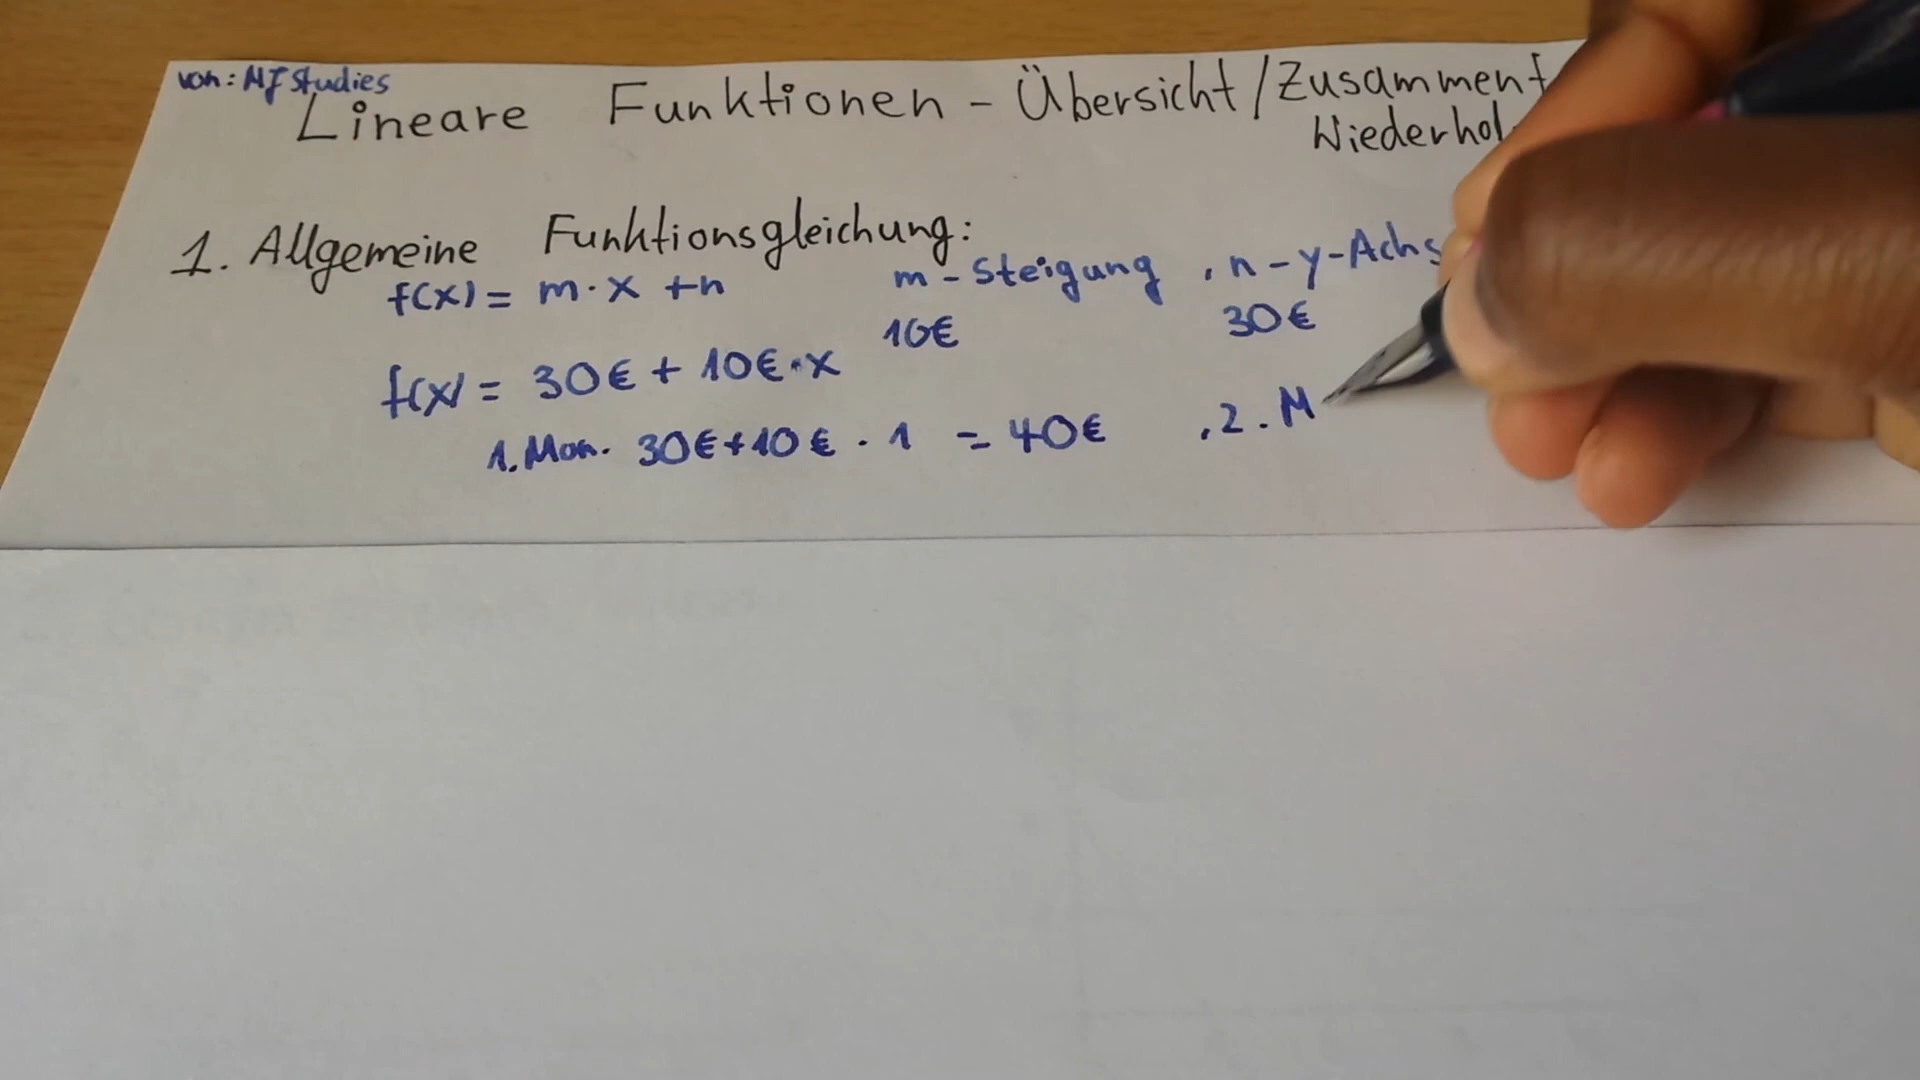 von: MJ Studies
Lineare Funktionen - Übersicht/Zusammenf
Wiederhol
1. Allgemeine Funktionsgleichung:
f(x) = m·x +n m - Steigung , n - y-Achs
10€ 30€
f(x) = 30€ + 10€·x
1. Mon. 30€+10€ · 1 = 40€ , 2. M